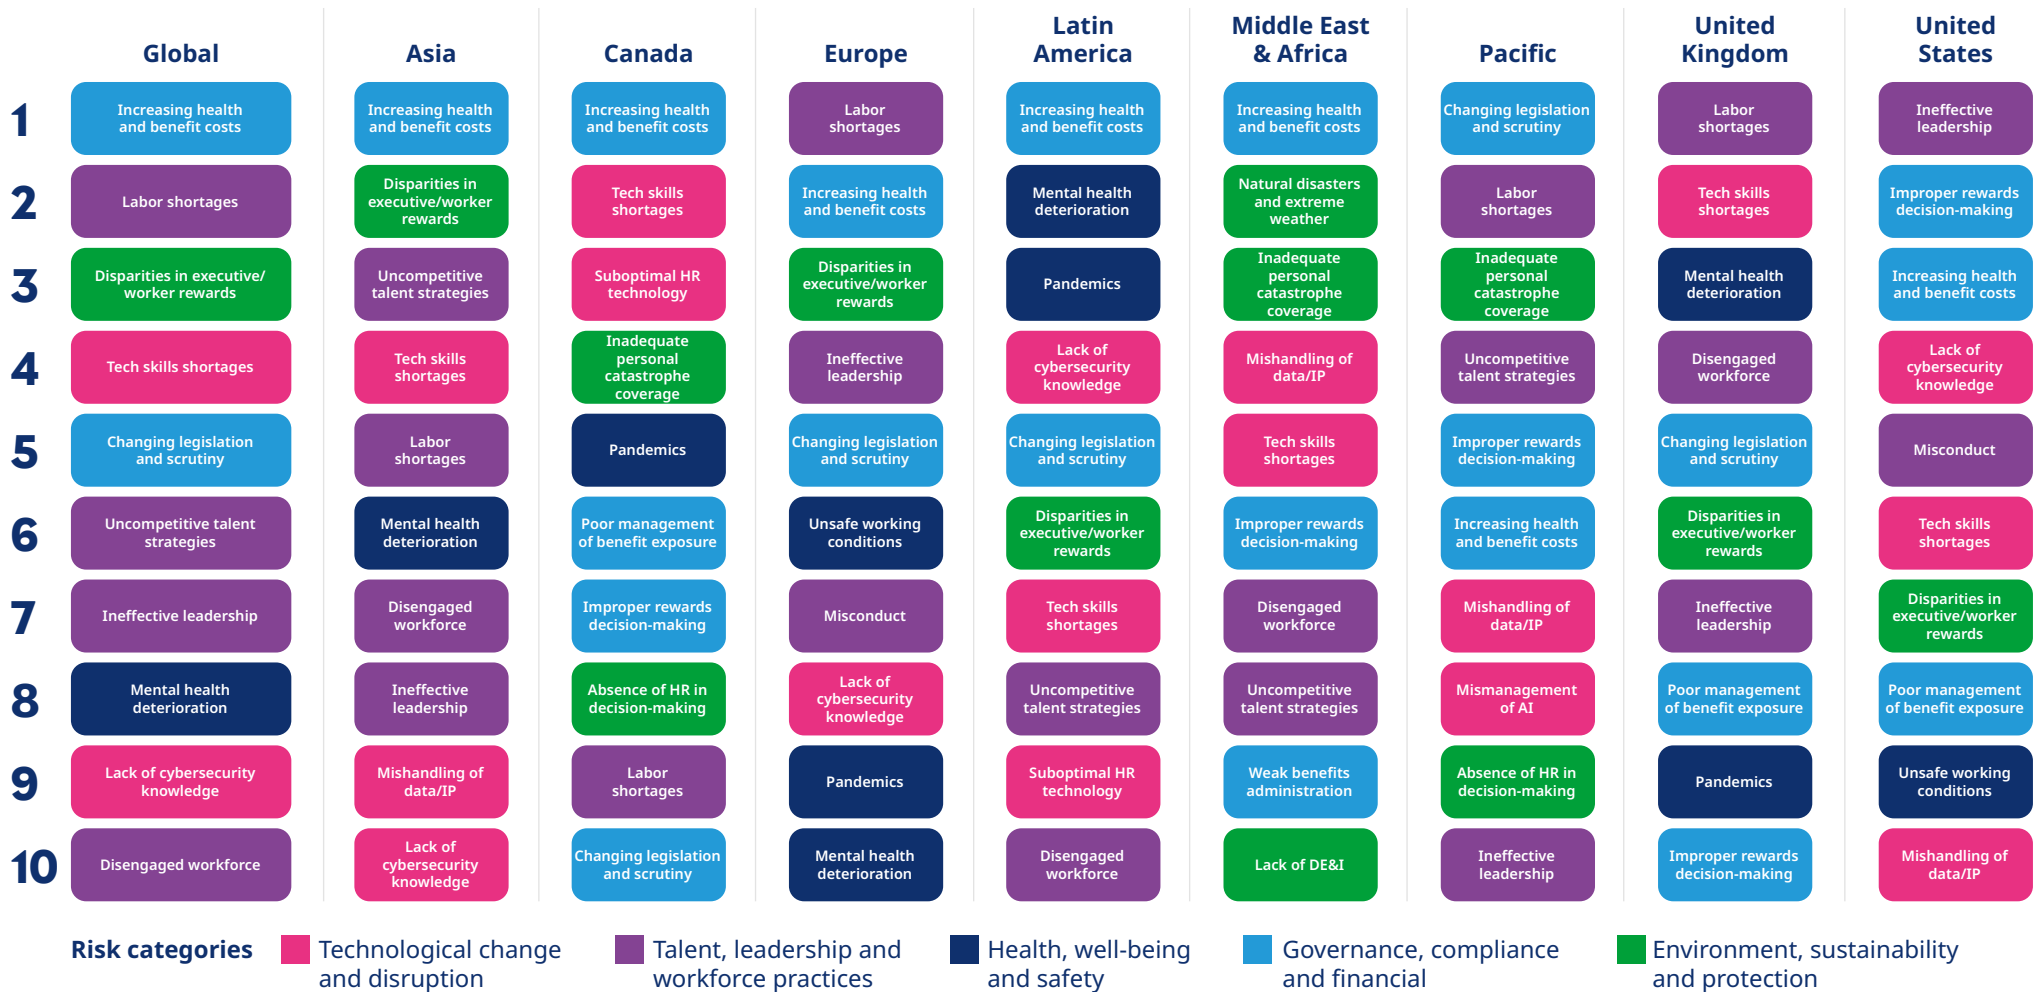 Global
Asia
Canada
Europe
Latin
America
Middle East
& Africa
Pacific
United
Kingdom
United
States
1
Increasing health
and benefit costs
Increasing health
and benefit costs
Increasing health
and benefit costs
Labor
shortages
Increasing health
and benefit costs
Increasing health
and benefit costs
Changing legislation
and scrutiny
Labor
shortages
Ineffective
leadership
2
Labor shortages
Disparities in
executive/worker
rewards
Tech skills
shortages
Increasing health
and benefit costs
Mental health
deterioration
Natural disasters
and extreme
weather
Labor
shortages
Tech skills
shortages
Improper rewards
decision-making
3
Disparities in executive/
worker rewards
Uncompetitive
talent strategies
Suboptimal HR
technology
Disparities in
executive/worker
rewards
Pandemics
Inadequate
personal
catastrophe
coverage
Inadequate
personal
catastrophe
coverage
Mental health
deterioration
Increasing health
and benefit costs
4
Tech skills shortages
Tech skills
shortages
Inadequate
personal
catastrophe
coverage
Ineffective
leadership
Lack of
cybersecurity
knowledge
Mishandling of
data/IP
Uncompetitive
talent strategies
Disengaged
workforce
Lack of
cybersecurity
knowledge
5
Changing legislation
and scrutiny
Labor
shortages
Pandemics
Changing legislation
and scrutiny
Changing legislation
and scrutiny
Tech skills
shortages
Improper rewards
decision-making
Changing legislation
and scrutiny
Misconduct
6
Uncompetitive talent
strategies
Mental health
deterioration
Poor management
of benefit exposure
Unsafe working
conditions
Disparities in
executive/worker
rewards
Improper rewards
decision-making
Increasing health
and benefit costs
Disparities in
executive/worker
rewards
Tech skills
shortages
7
Ineffective leadership
Disengaged
workforce
Improper rewards
decision-making
Misconduct
Tech skills
shortages
Disengaged
workforce
Mishandling of
data/IP
Ineffective
leadership
Disparities in
executive/worker
rewards
8
Mental health
deterioration
Ineffective
leadership
Absence of HR in
decision-making
Lack of
cybersecurity
knowledge
Uncompetitive
talent strategies
Uncompetitive
talent strategies
Mismanagement
of AI
Poor management
of benefit exposure
Poor management
of benefit exposure
9
Lack of cybersecurity
knowledge
Mishandling of
data/IP
Labor
shortages
Pandemics
Suboptimal HR
technology
Weak benefits
administration
Absence of HR in
decision-making
Pandemics
Unsafe working
conditions
10
Disengaged workforce
Lack of
cybersecurity
knowledge
Changing legislation
and scrutiny
Mental health
deterioration
Disengaged
workforce
Lack of DE&I
Ineffective
leadership
Improper rewards
decision-making
Mishandling of
data/IP
Risk categories
Technological change
and disruption
Talent, leadership and
workforce practices
Health, well-being
and safety
Governance, compliance
and financial
Environment, sustainability
and protection